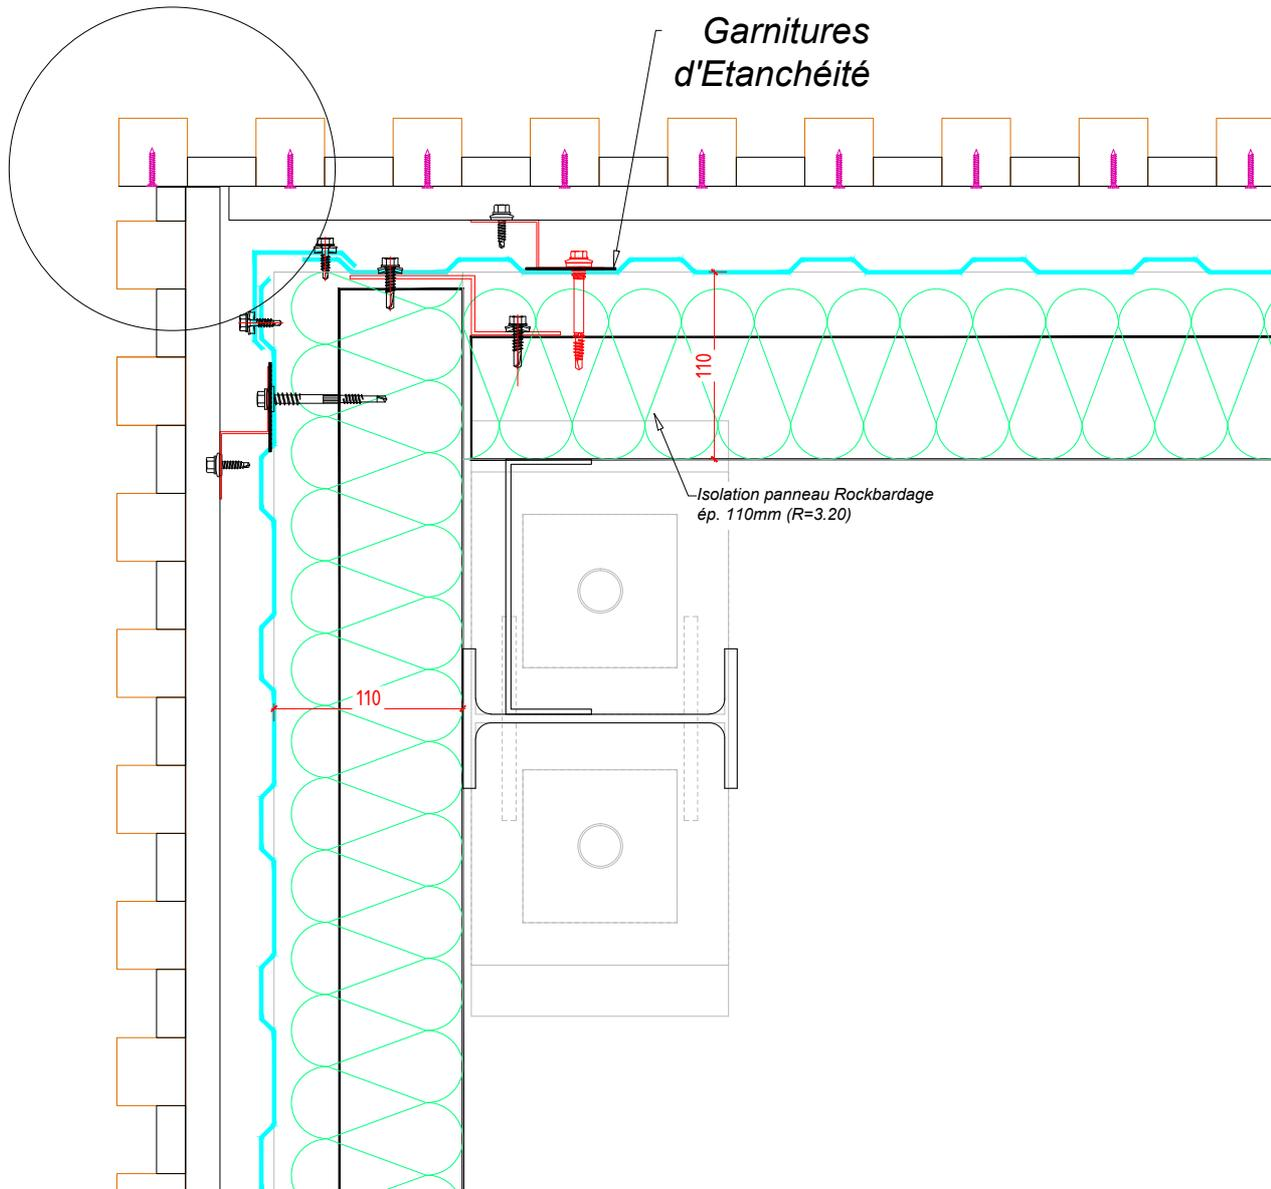 Garnitures
d'Etanchéité
110
Isolation panneau Rockbardage
ép. 110mm (R=3.20)
110